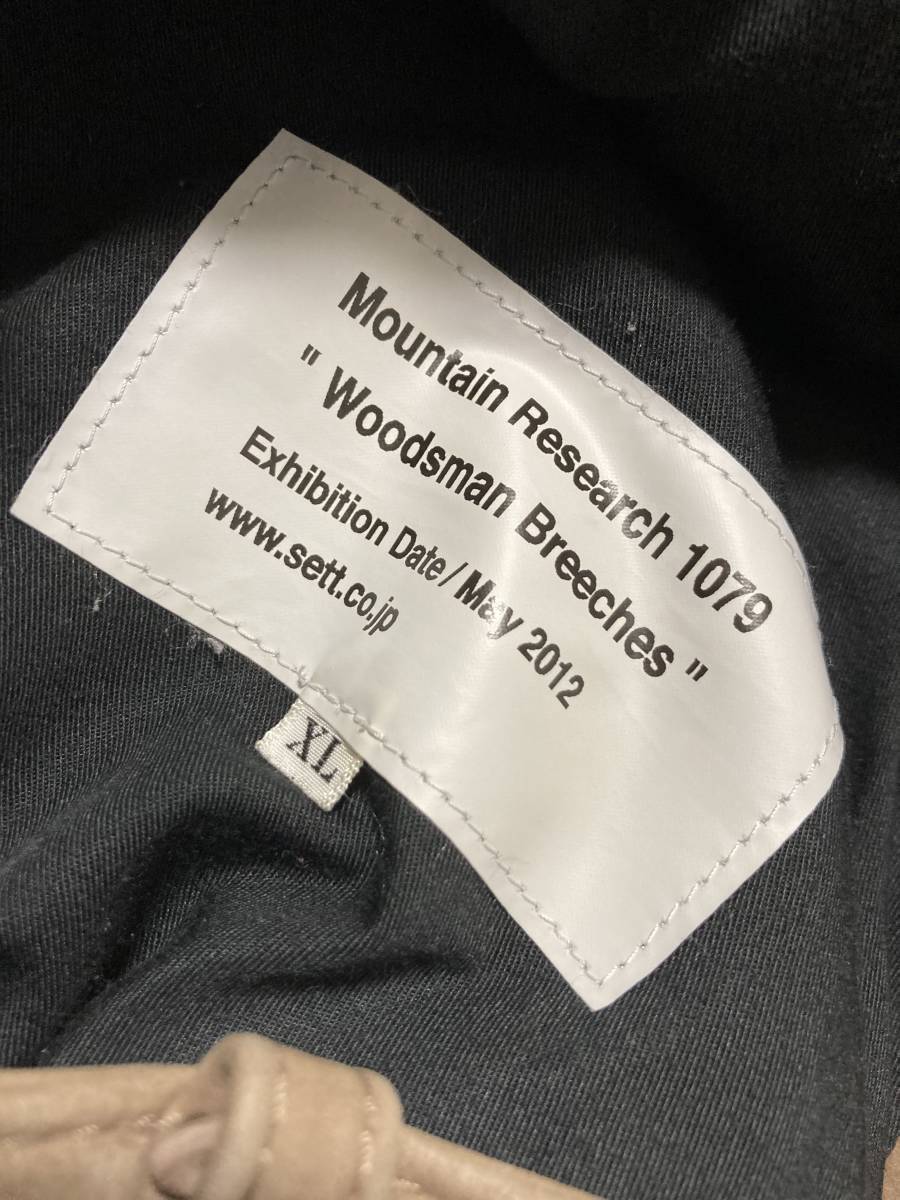 Mountain Research 1079
" Woodsman Breeches "
Exhibition Date / May 2012
www.sett.co.jp
XL